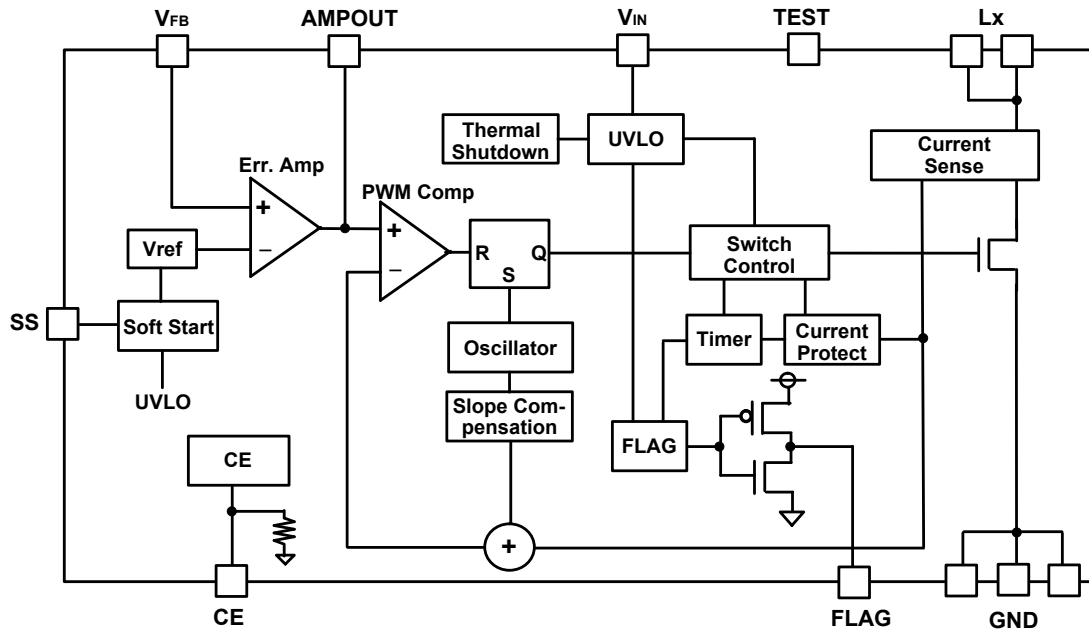 VFB
AMPOUT
VIN
TEST
Lx
Thermal
Shutdown
UVLO
Current
Sense
Err. Amp
+
−
PWM Comp
+
−
Vref
R
Q
S
Switch
Control
SS
Soft Start
Oscillator
Timer
Current
Protect
UVLO
Slope Com-
pensation
FLAG
CE
+
CE
FLAG
GND